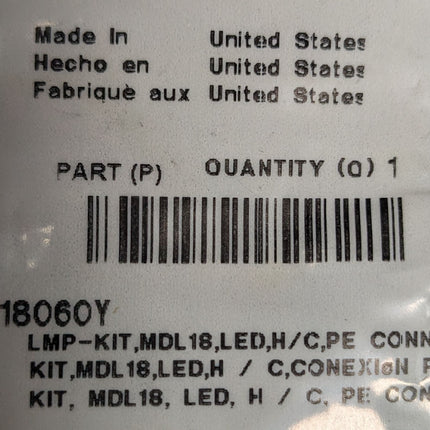 Made In United States
Hecho en United States
Fabriqué aux United States
PART (P) QUANTITY (Q) 1
18060Y
LMP-KIT,MDL18,LED,H/C,PE CONN
KIT,MDL18,LED,H / C,CONEXION P
KIT, MDL18, LED, H / C, PE CON